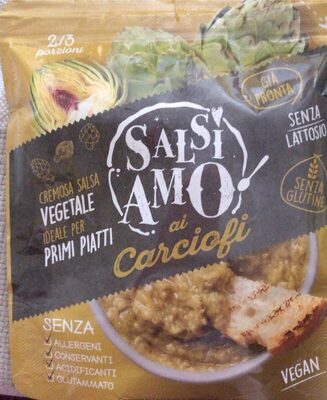 2/3
porzioni
GIÀ
PRONTA
SENZA
LATTOSIO
SENZA
GLUTINE
SALSÌ
AMO!
ai
Carciofi
CREMOSA SALSA
VEGETALE
IDEALE PER
PRIMI PIATTI
SENZA
ALLERGENI
CONSERVANTI
ACIDIFICANTI
GLUTAMMATO
VEGAN